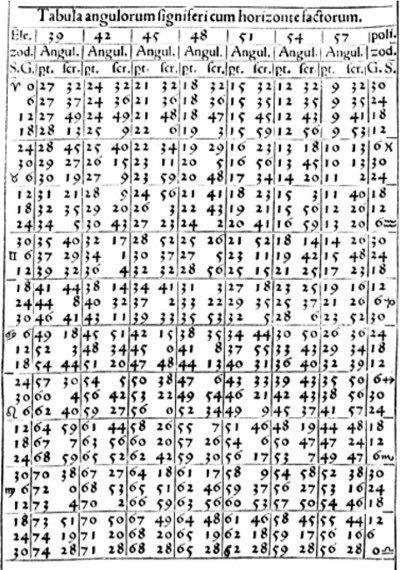 Tabula angulorum signiferi cum horizonte factorum.
Ele. 39 42 45 48 51 54 57 posi.
zod. Angul. Angul. Angul. Angul. Angul. Angul. Angul. zod.
S. G. pt. scr. pt. scr. pt. scr. pt. scr. pt. scr. pt. scr. pt. scr. G. S.
♈ 0 27 32 24 32 21 32 18 32 15 32 12 32 9 32 30
6 27 37 24 36 21 36 18 36 15 35 12 35 9 35 24
12 27 49 24 49 21 48 18 47 15 45 12 43 9 41 18
18 28 13 25 9 22 6 19 3 15 59 12 56 9 53 12
24 28 45 25 40 22 34 19 29 16 23 13 18 10 13 6 ♓
30 29 27 26 15 23 11 20 5 16 56 13 45 10 13 30
♉ 6 30 19 27 9 23 59 20 48 17 34 14 20 11 2 24
12 31 21 28 9 24 56 21 41 18 23 15 3 11 40 18
18 32 35 29 20 26 3 22 43 19 21 15 56 12 26 12
24 34 5 30 43 27 23 24 2 20 41 16 59 13 20 6 ♒
30 35 40 32 17 28 52 25 26 21 52 18 14 14 26 30
♊ 6 37 29 34 1 30 37 27 5 23 11 19 42 15 48 24
12 39 32 36 4 32 32 28 56 25 15 21 25 17 23 18
18 41 44 38 14 34 41 31 3 27 18 23 25 19 16 12
24 44 8 40 32 37 2 33 22 29 35 25 37 21 26 6 ♑
30 46 41 43 11 39 33 35 53 32 5 28 6 23 52 30
♋ 6 49 18 45 51 42 15 38 35 34 44 30 50 26 36 24
12 52 3 48 34 45 0 41 8 37 55 33 43 29 34 18
18 54 44 51 20 47 48 44 13 40 31 36 40 32 39 12
24 57 30 54 5 50 38 47 6 43 33 39 43 35 50 6 ♐
30 60 4 56 42 53 22 49 54 46 21 42 43 38 56 30
♌ 6 62 40 59 27 56 0 52 34 49 9 45 37 41 57 24
12 64 59 61 44 58 26 55 7 51 46 48 19 44 48 18
18 67 7 63 56 60 20 57 26 54 6 50 47 47 24 12
24 68 59 65 52 62 42 59 30 56 17 53 7 49 47 6 ♏
30 70 38 67 27 64 18 61 17 58 9 54 58 52 38 30
♍ 6 72 0 68 53 65 51 62 46 59 37 56 27 53 16 24
12 73 4 70 2 66 59 63 56 60 53 57 50 54 46 18
18 73 51 70 50 67 49 64 48 61 46 58 45 55 44 12
24 74 19 71 20 68 20 65 19 62 18 59 17 56 16 6
30 74 28 71 28 68 28 65 28 62 28 59 28 56 28 0 ♎